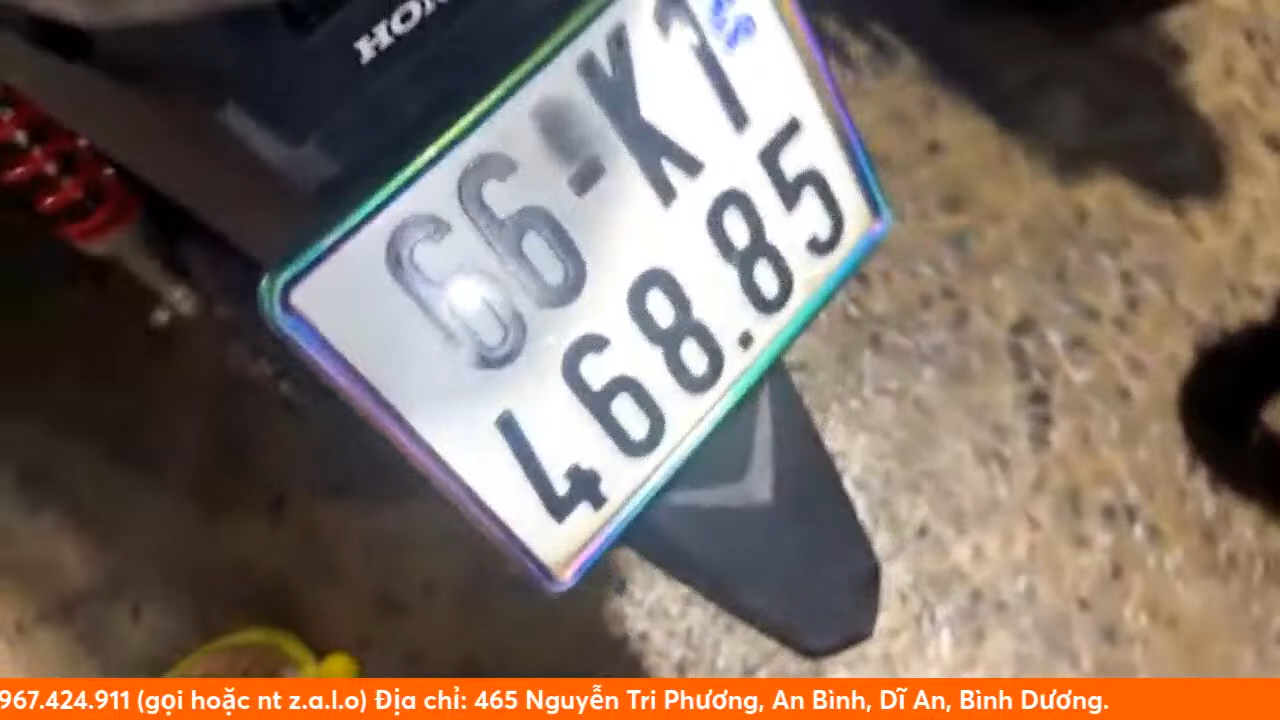 HON
66-K1
468.85
967.424.911 (gọi hoặc nt z.a.l.o) Địa chỉ: 465 Nguyễn Tri Phương, An Bình, Dĩ An, Bình Dương.